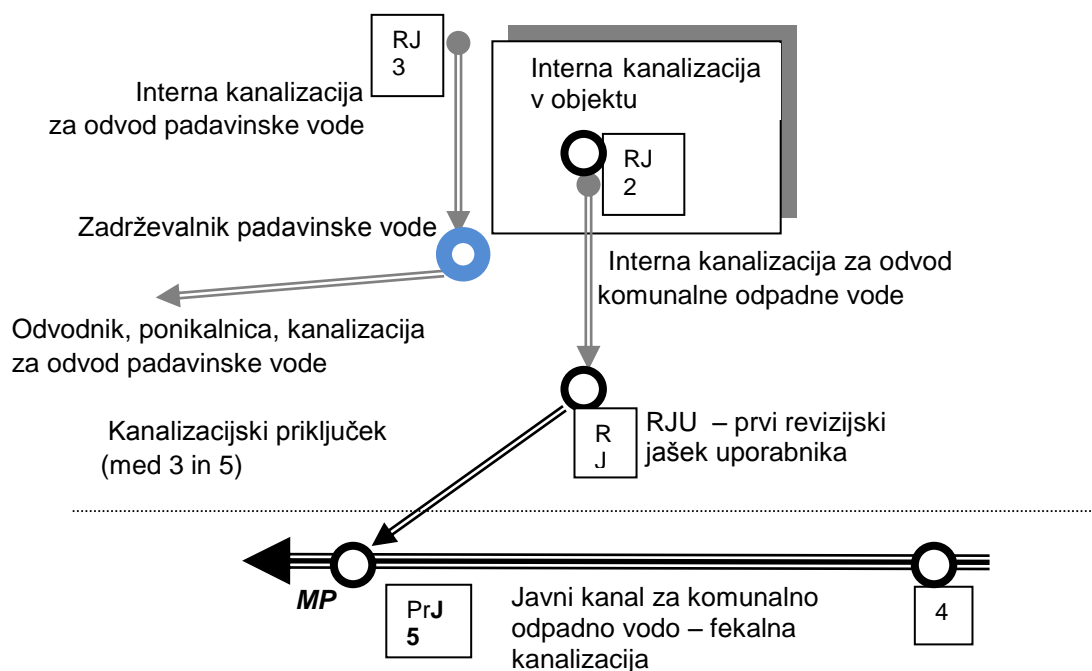 RJ
3
Interna kanalizacija
v objektu
Interna kanalizacija
za odvod padavinske vode
RJ
2
Zadrževalnik padavinske vode
Interna kanalizacija za odvod
komunalne odpadne vode
Odvodnik, ponikalnica, kanalizacija
za odvod padavinske vode
Kanalizacijski priključek
(med 3 in 5)
R
J
RJU – prvi revizijski
jašek uporabnika
MP
PrJ
5
Javni kanal za komunalno
odpadno vodo – fekalna
kanalizacija
4